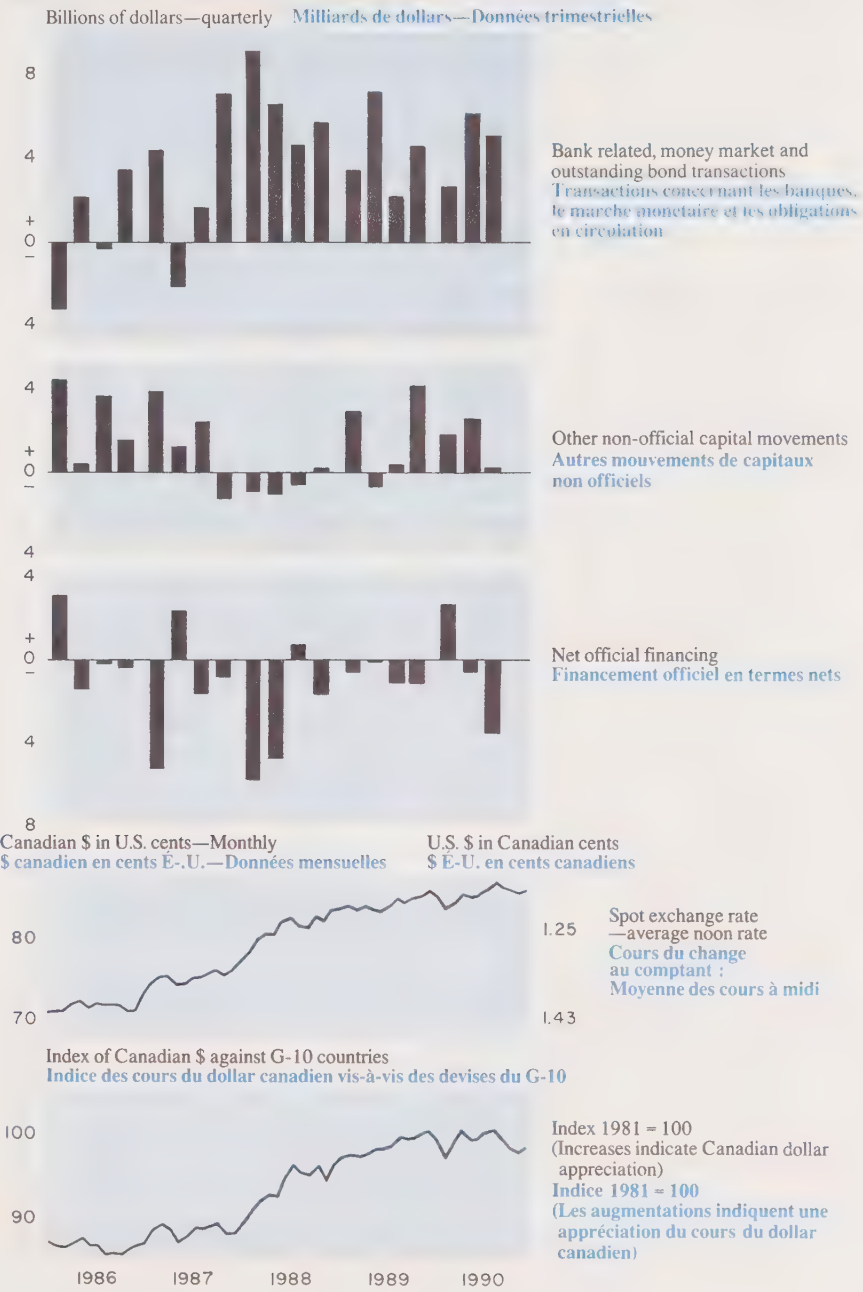 Billions of dollars—quarterly Milliards de dollars—Données trimestrielles
8
4
+
0
−
4
Bank related, money market and
outstanding bond transactions
Transactions concernant les banques,
le marche monetaire et les obligations
en circulation
4
+
0
−
4
Other non-official capital movements
Autres mouvements de capitaux
non officiels
4
+
0
−
4
8
Net official financing
Financement officiel en termes nets
Canadian $ in U.S. cents—Monthly U.S. $ in Canadian cents
$ canadien en cents É-.U.—Données mensuelles $ É-U. en cents canadiens
80
70
1.25
1.43
Spot exchange rate
—average noon rate
Cours du change
au comptant :
Moyenne des cours à midi
Index of Canadian $ against G-10 countries
Indice des cours du dollar canadien vis-à-vis des devises du G-10
100
90
Index 1981 = 100
(Increases indicate Canadian dollar
appreciation)
Indice 1981 = 100
(Les augmentations indiquent une
appréciation du cours du dollar
canadien)
1986 1987 1988 1989 1990